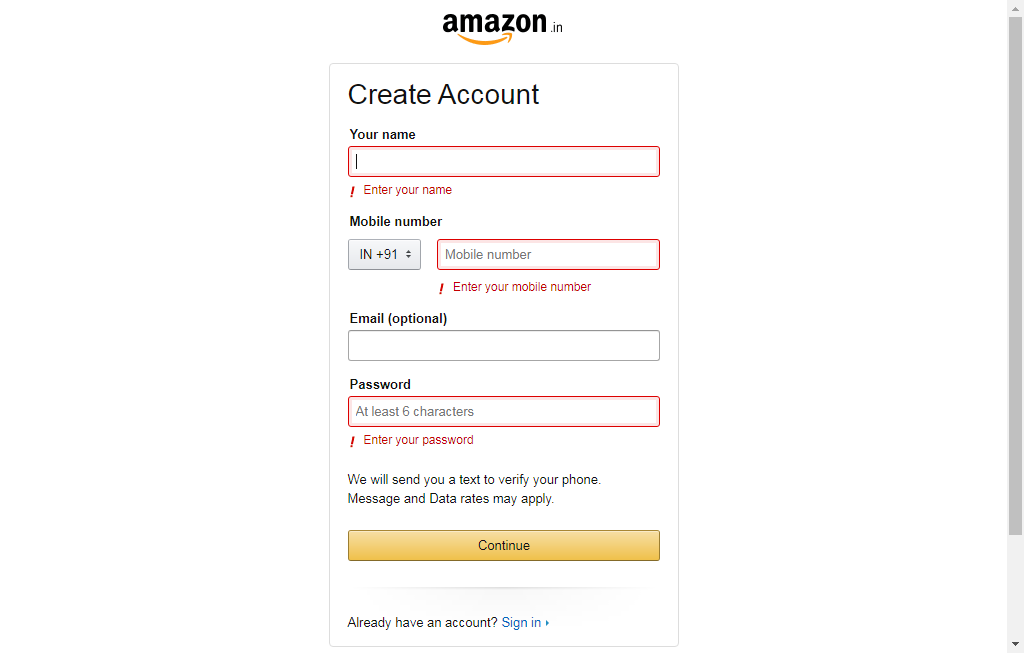 amazon.in
Create Account
Your name
! Enter your name
Mobile number
IN +91 Mobile number
! Enter your mobile number
Email (optional)
Password
At least 6 characters
! Enter your password
We will send you a text to verify your phone.
Message and Data rates may apply.
Continue
Already have an account? Sign in